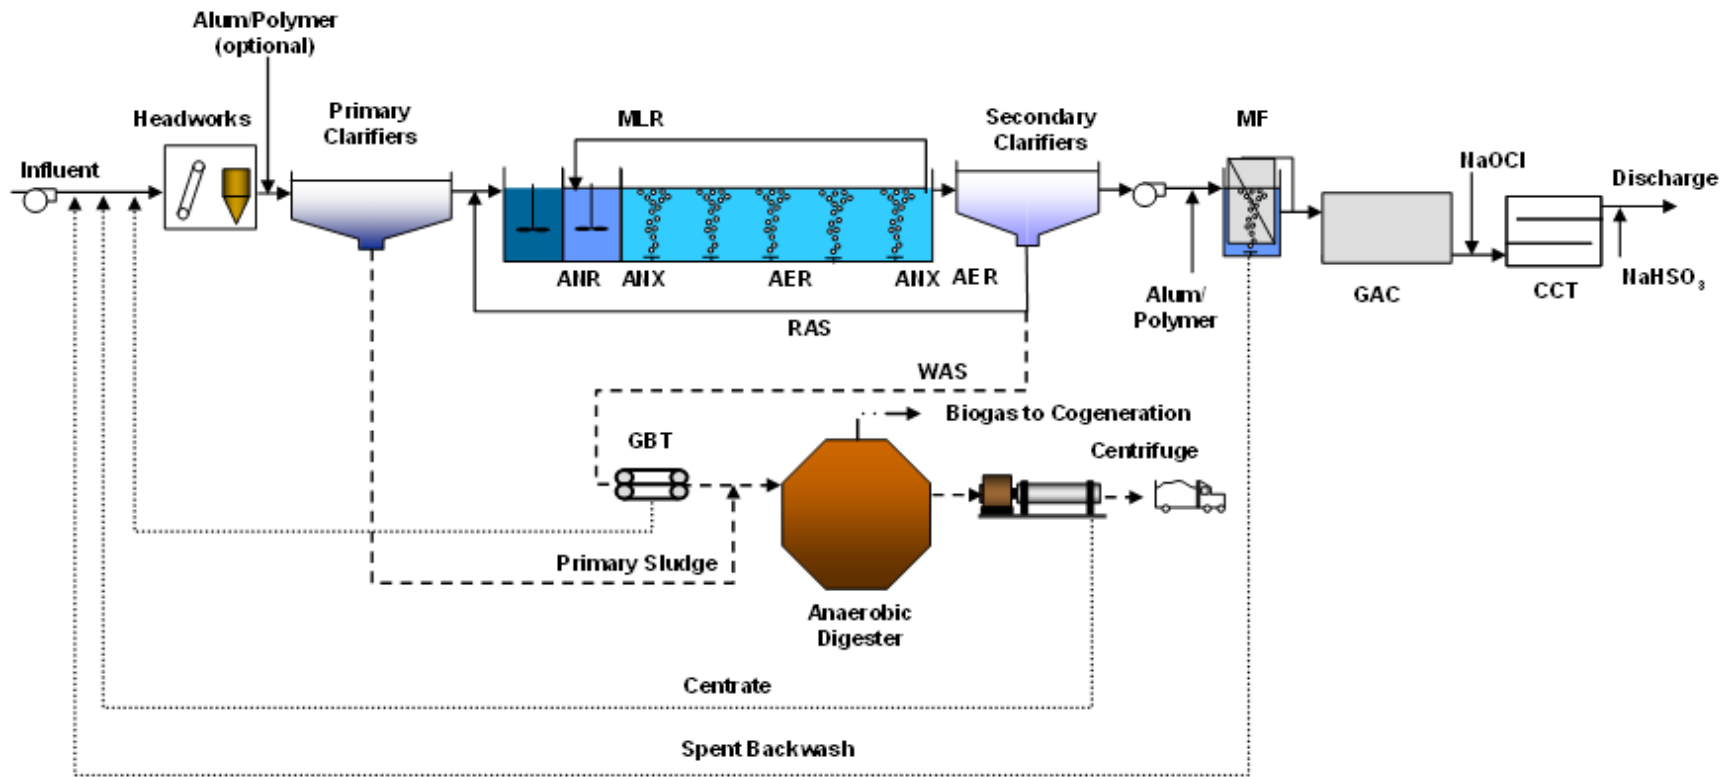 Alum/Polymer
(optional)
Headworks
Primary
Clarifiers
MLR
Secondary
Clarifiers
MF
NaOCl
Discharge
Influent
ANR
ANX
AER
ANX
AER
Alum/
Polymer
GAC
CCT
NaHSO3
RAS
WAS
Biogas to Cogeneration
GBT
Centrifuge
Primary Sludge
Anaerobic
Digester
Centrate
Spent Backwash